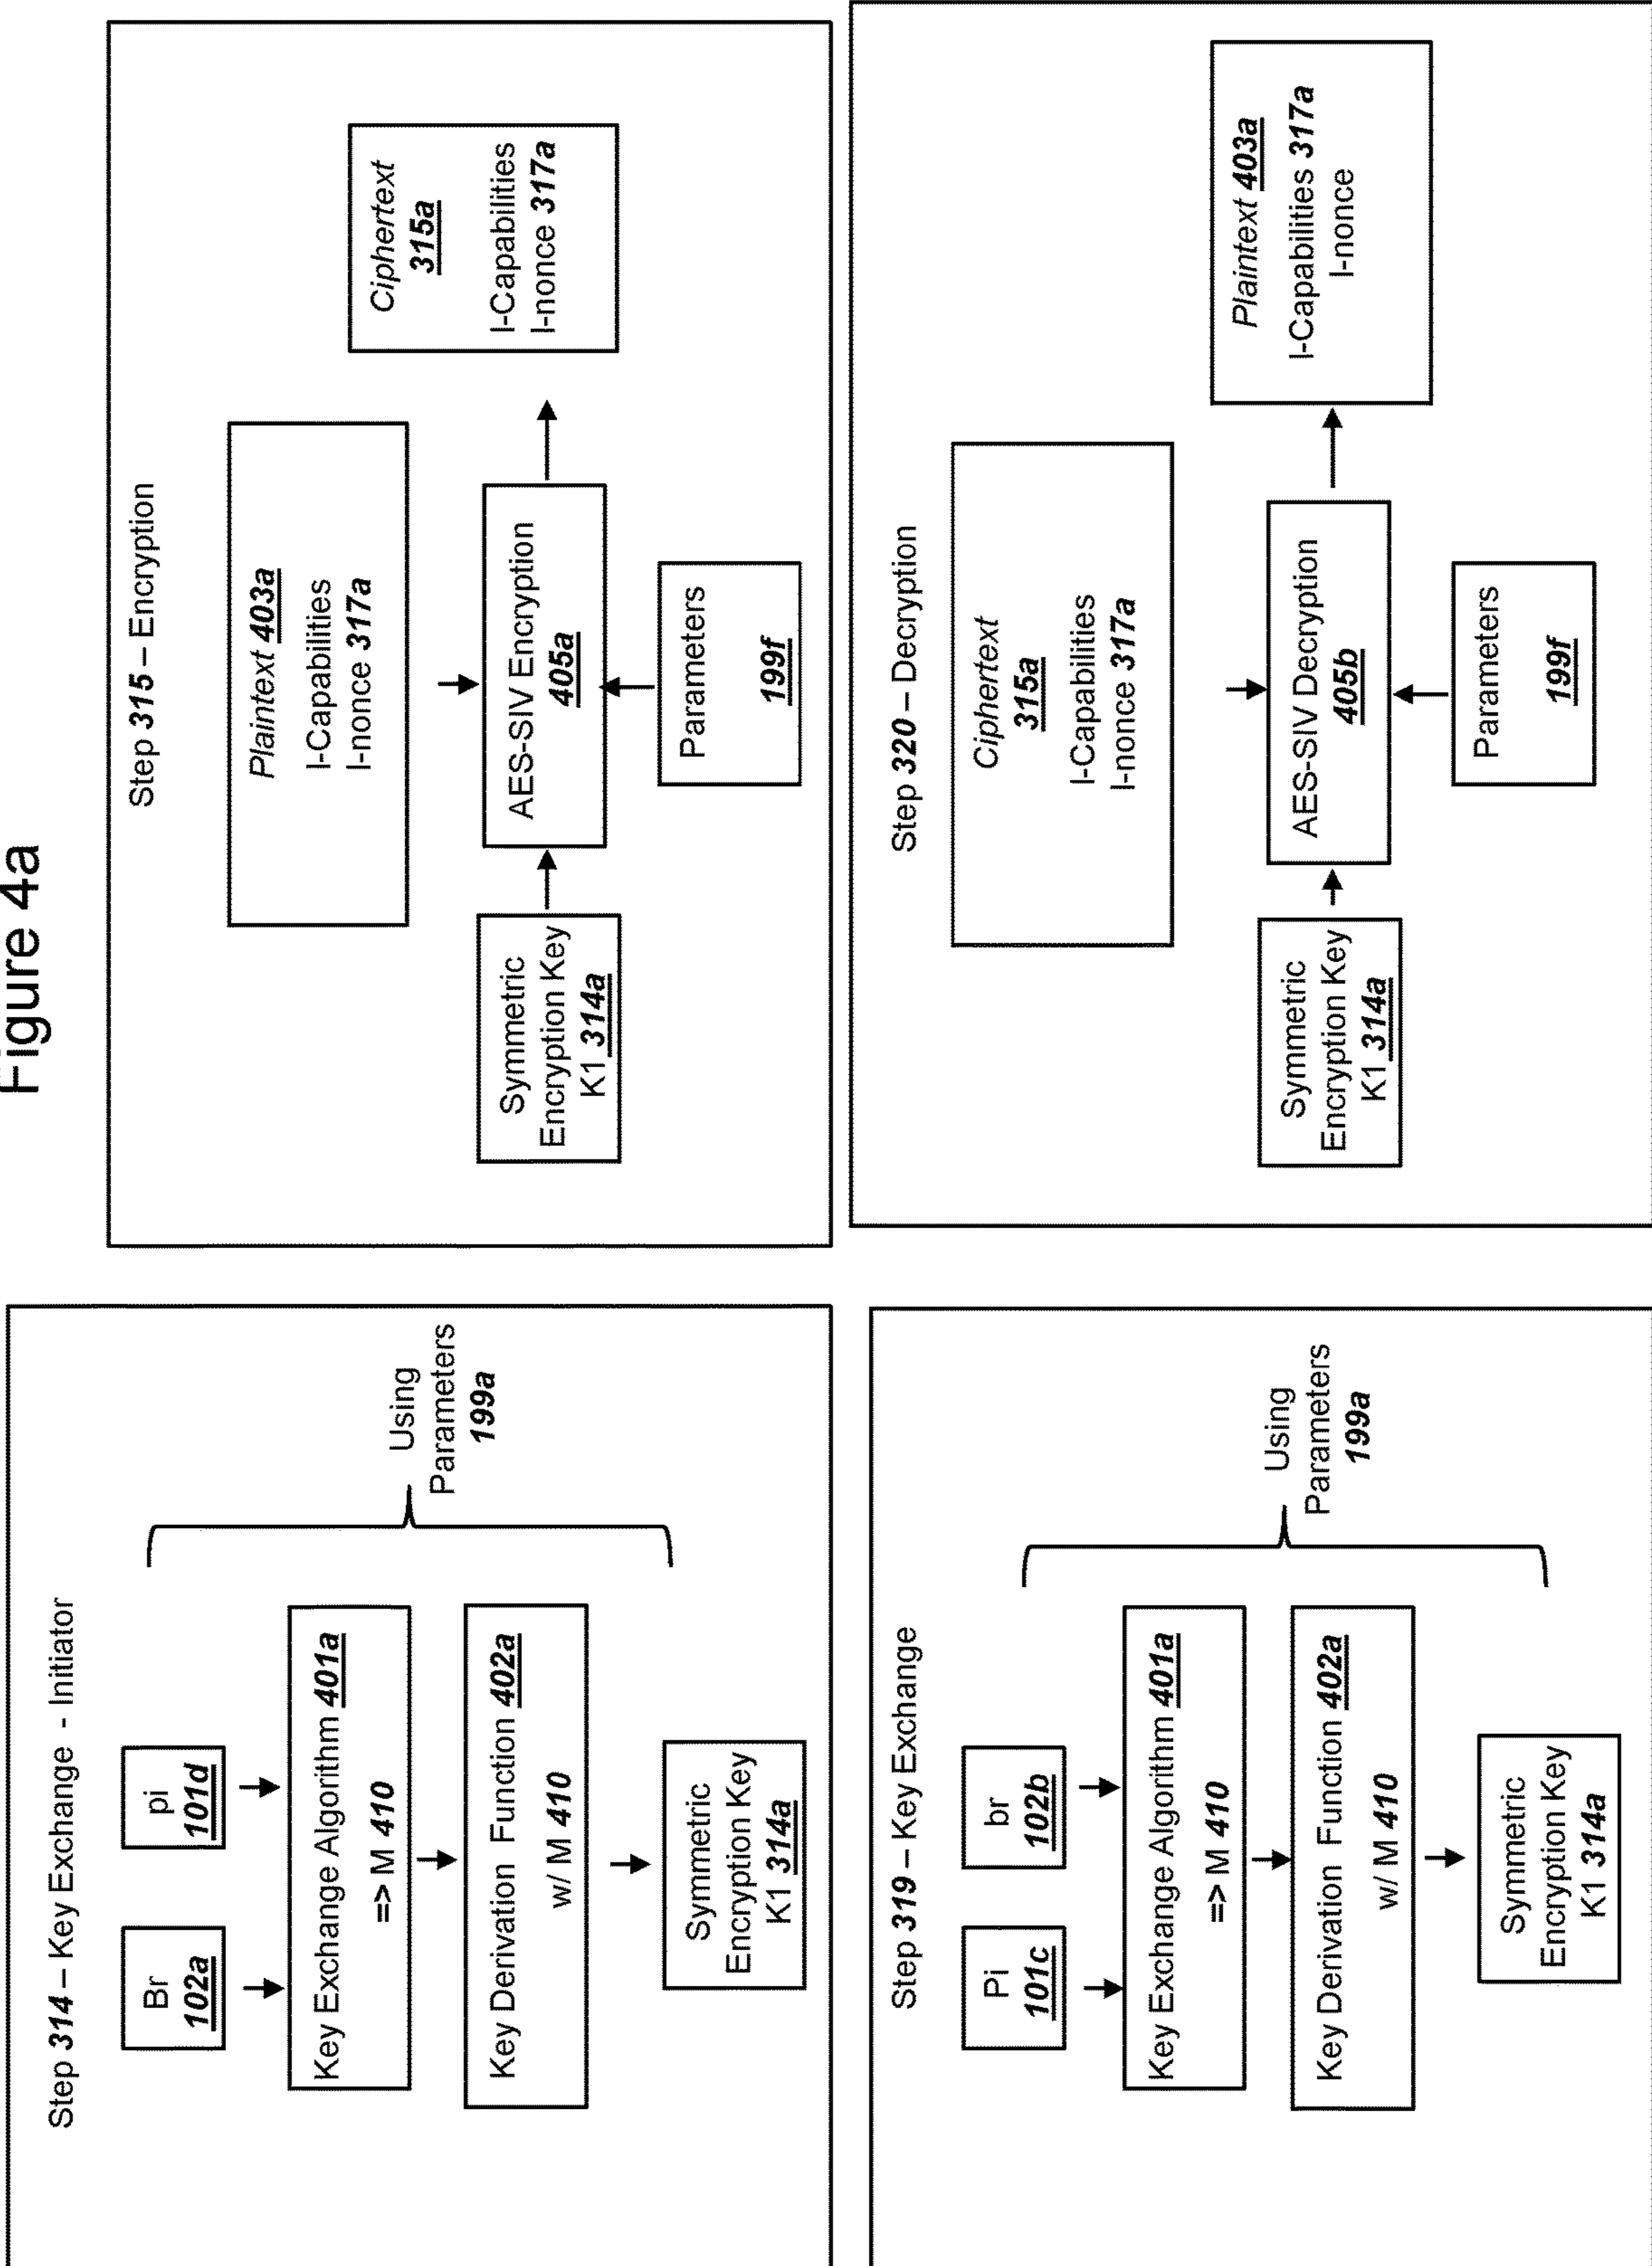 Figure 4a
Step 314 – Key Exchange - Initiator
Br
102a
pi
101d
Key Exchange Algorithm 401a
=> M 410
Key Derivation Function 402a
w/ M 410
Symmetric
Encryption Key
K1 314a
Using
Parameters
199a
Step 315 – Encryption
Plaintext 403a
I-Capabilities
I-nonce 317a
Symmetric
Encryption Key
K1 314a
AES-SIV Encryption
405a
Parameters
199f
Ciphertext
315a
I-Capabilities
I-nonce 317a
Step 319 – Key Exchange
Pi
101c
br
102b
Key Exchange Algorithm 401a
=> M 410
Key Derivation Function 402a
w/ M 410
Symmetric
Encryption Key
K1 314a
Using
Parameters
199a
Step 320 – Decryption
Ciphertext
315a
I-Capabilities
I-nonce 317a
Symmetric
Encryption Key
K1 314a
AES-SIV Decryption
405b
Parameters
199f
Plaintext 403a
I-Capabilities 317a
I-nonce